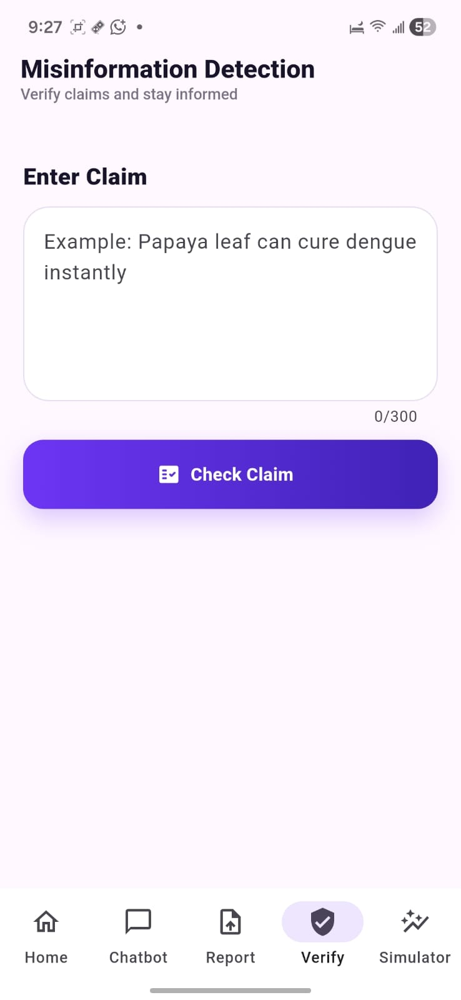 9:27
52
Misinformation Detection
Verify claims and stay informed
Enter Claim
Example: Papaya leaf can cure dengue
instantly
0/300
Check Claim
Home Chatbot Report Verify Simulator